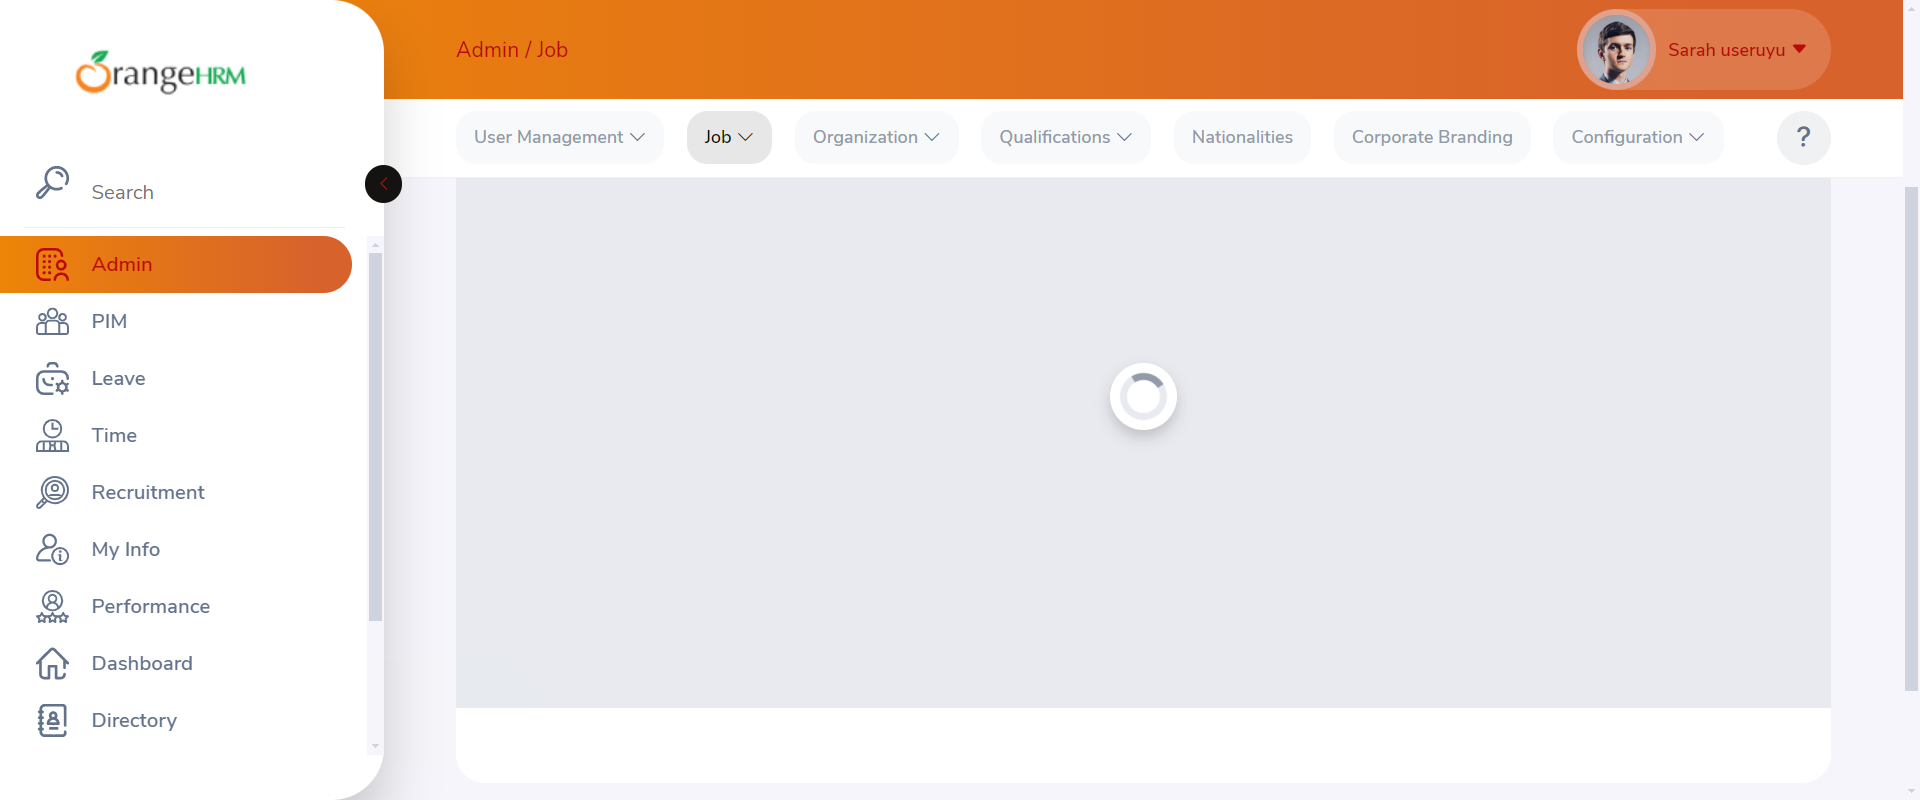 OrangeHRM
Admin / Job
Sarah useruyu
User Management
Job
Organization
Qualifications
Nationalities
Corporate Branding
Configuration
?
Search
Admin
PIM
Leave
Time
Recruitment
My Info
Performance
Dashboard
Directory